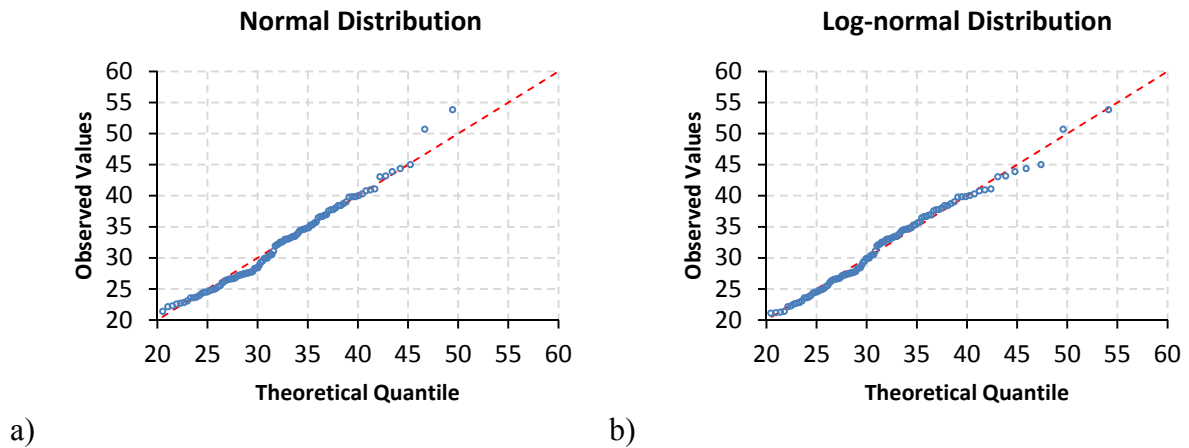 Normal Distribution
60
55
50
45
40
35
30
25
20
Observed Values
20 25 30 35 40 45 50 55 60
Theoretical Quantile
a)
Log-normal Distribution
60
55
50
45
40
35
30
25
20
Observed Values
20 25 30 35 40 45 50 55 60
Theoretical Quantile
b)